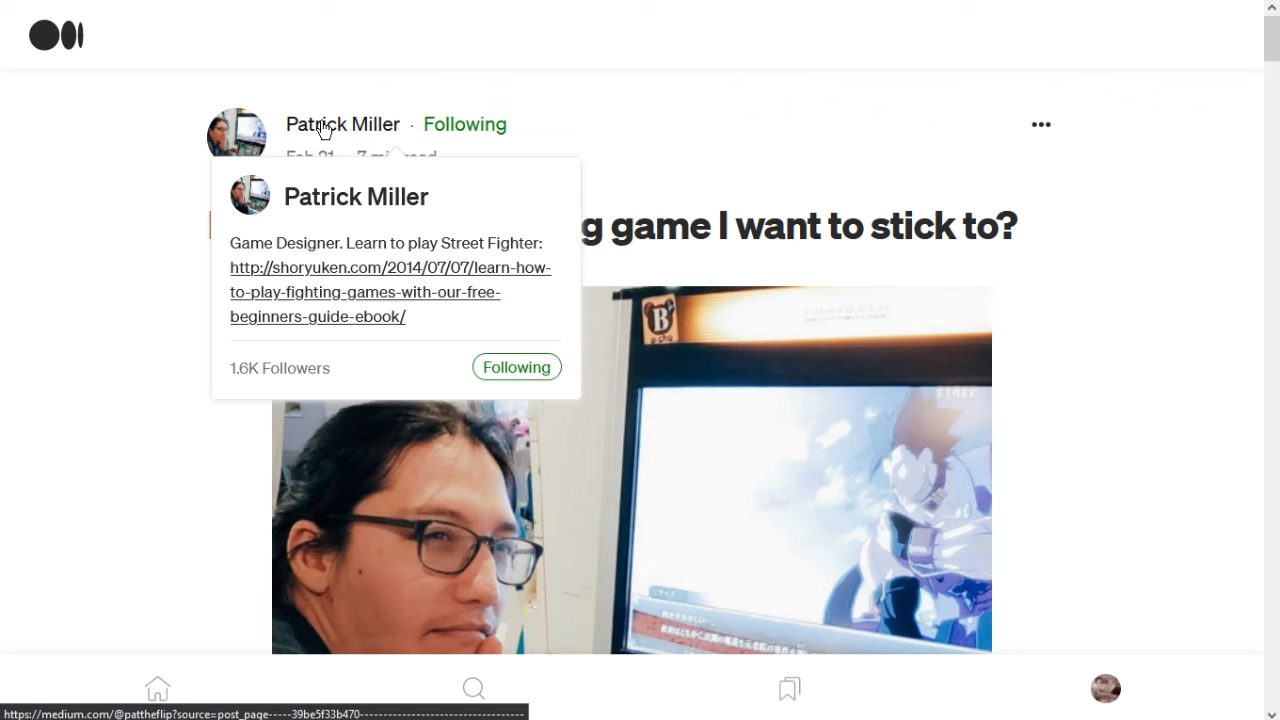 Patrick Miller · Following
Patrick Miller
g game I want to stick to?
Game Designer. Learn to play Street Fighter:
http://shoryuken.com/2014/07/07/learn-how-
to-play-fighting-games-with-our-free-
beginners-guide-ebook/
1.6K Followers
Following
B
STAGE
https://medium.com/@pattheflip?source=post_page-----39be5f33b470--------------------------------